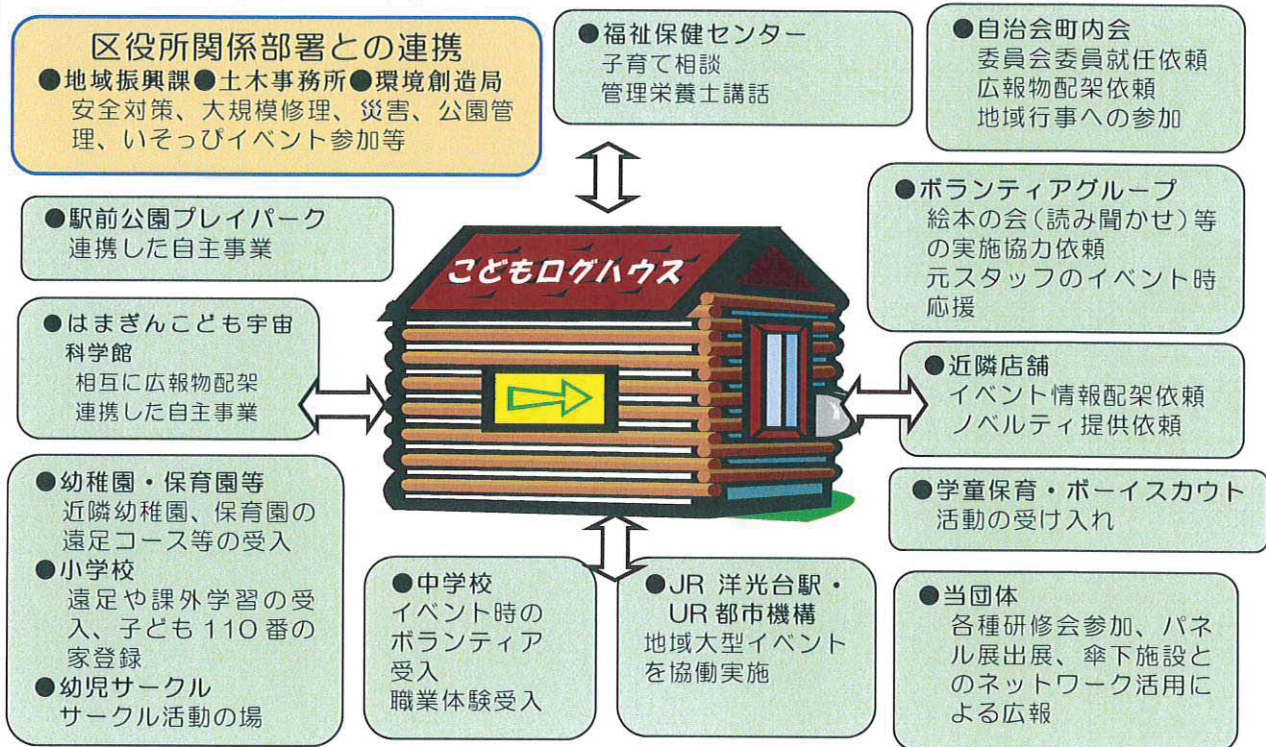 区役所関係部署との連携
●地域振興課●土木事務所●環境創造局
安全対策、大規模修理、災害、公園管
理、いそっぴイベント参加等
●福祉保健センター
子育て相談
管理栄養士講話
●自治会町内会
委員会委員就任依頼
広報物配架依頼
地域行事への参加
●駅前公園プレイパーク
連携した自主事業
●ボランティアグループ
絵本の会(読み聞かせ)等
の実施協力依頼
元スタッフのイベント時
応援
こどもログハウス
●はまぎんこども宇宙
科学館
相互に広報物配架
連携した自主事業
●近隣店舗
イベント情報配架依頼
ノベルティ提供依頼
●幼稚園・保育園等
近隣幼稚園、保育園の
遠足コース等の受入
●小学校
遠足や課外学習の受
入、子ども110番の
家登録
●幼児サークル
サークル活動の場
●中学校
イベント時の
ボランティア
受入
職業体験受入
●JR 洋光台駅・
UR都市機構
地域大型イベント
を協働実施
●学童保育・ボーイスカウト
活動の受け入れ
●当団体
各種研修会参加、パネ
ル展出展、傘下施設と
のネットワーク活用に
よる広報